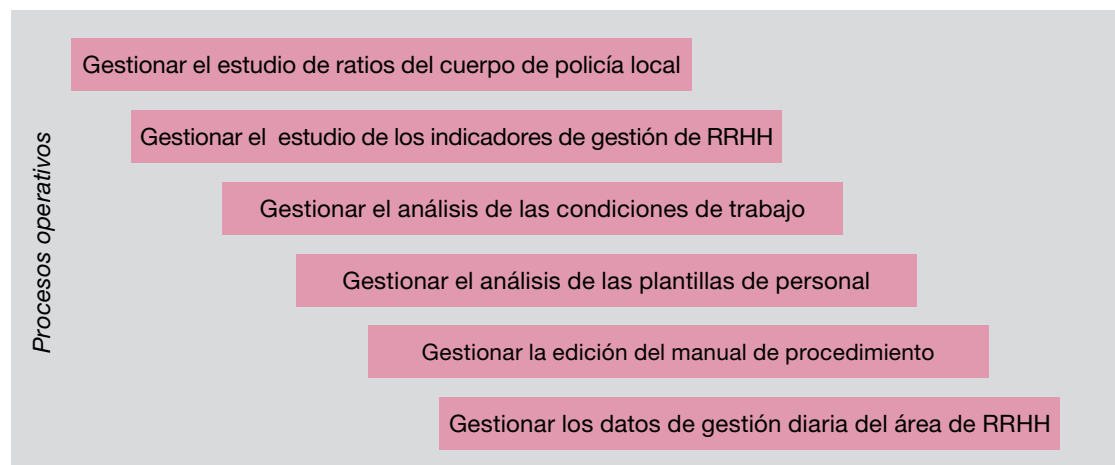 Procesos operativos
Gestionar el estudio de ratios del cuerpo de policía local
Gestionar el  estudio de los indicadores de gestión de RRHH
Gestionar el análisis de las condiciones de trabajo
Gestionar el análisis de las plantillas de personal
Gestionar la edición del manual de procedimiento
Gestionar los datos de gestión diaria del área de RRHH